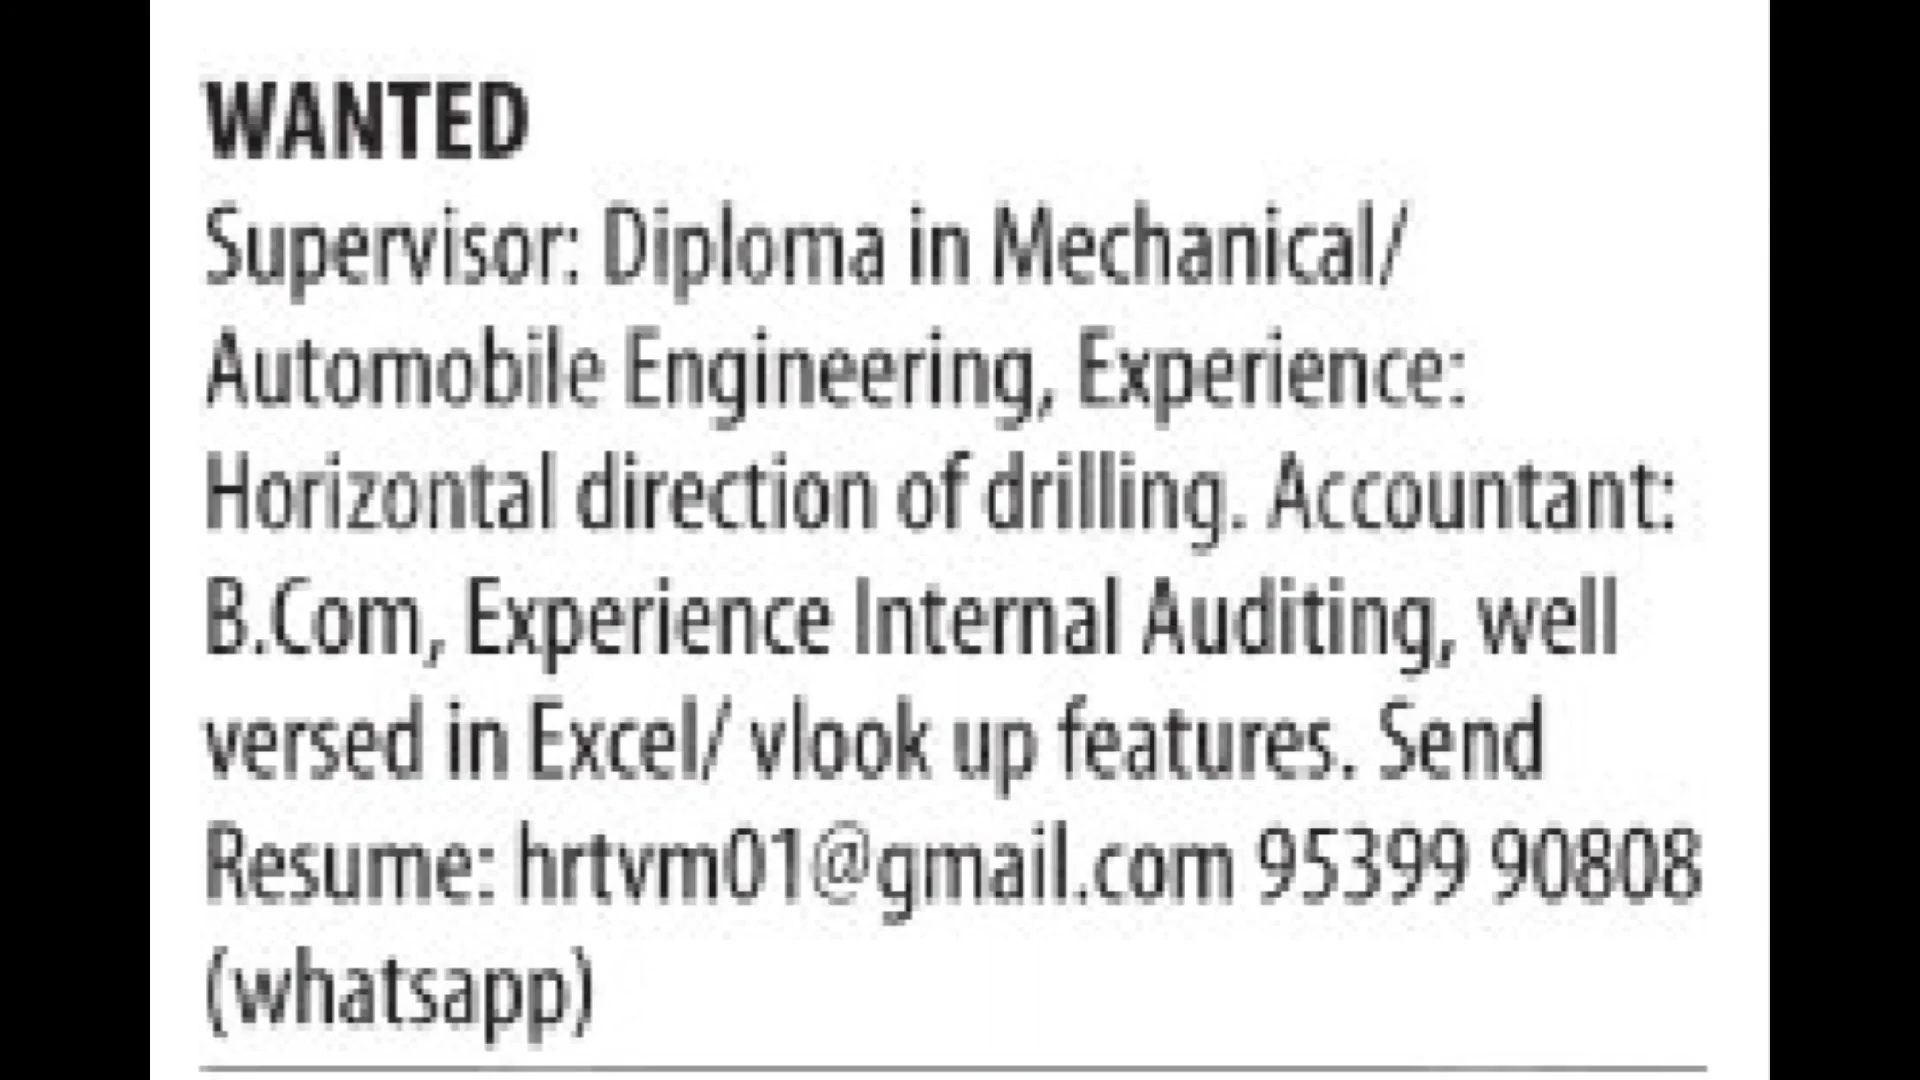 WANTED
Supervisor: Diploma in Mechanical/
Automobile Engineering, Experience:
Horizontal direction of drilling. Accountant:
B.Com, Experience Internal Auditing, well
versed in Excel/ vlook up features. Send
Resume: hrtvm01@gmail.com 95399 90808
(whatsapp)